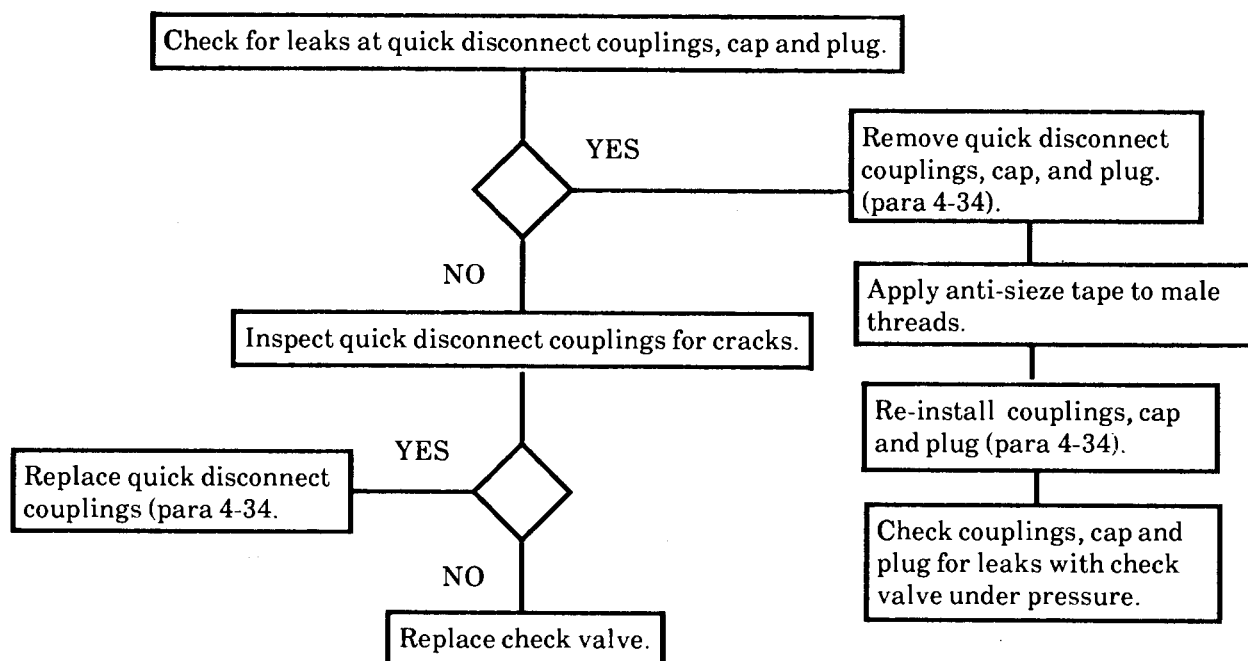 Check for leaks at quick disconnect couplings, cap and plug.
YES
Remove quick disconnect
couplings, cap, and plug.
(para 4-34).
Apply anti-sieze tape to male
threads.
Re-install couplings, cap
and plug (para 4-34).
Check couplings, cap and
plug for leaks with check
valve under pressure.
NO
Inspect quick disconnect couplings for cracks.
YES
Replace quick disconnect
couplings (para 4-34.
NO
Replace check valve.